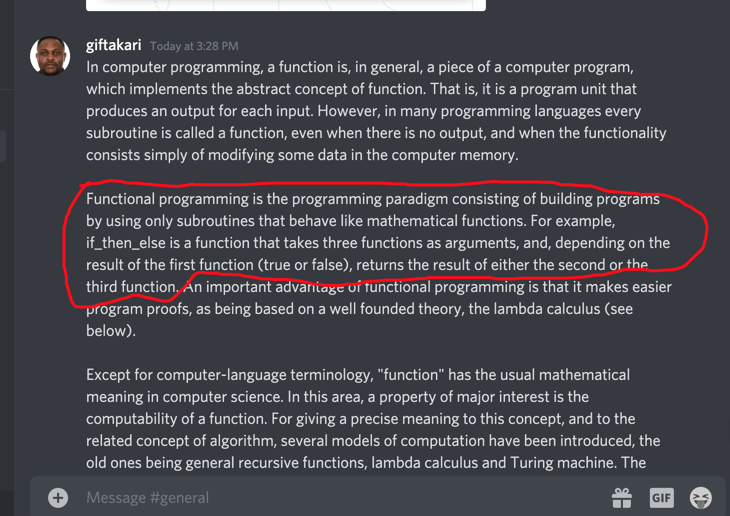 giftakari Today at 3:28 PM
In computer programming, a function is, in general, a piece of a computer program,
which implements the abstract concept of function. That is, it is a program unit that
produces an output for each input. However, in many programming languages every
subroutine is called a function, even when there is no output, and when the functionality
consists simply of modifying some data in the computer memory.
Functional programming is the programming paradigm consisting of building programs
by using only subroutines that behave like mathematical functions. For example,
if_then_else is a function that takes three functions as arguments, and, depending on the
result of the first function (true or false), returns the result of either the second or the
third function. An important advantage of functional programming is that it makes easier
program proofs, as being based on a well founded theory, the lambda calculus (see
below).
Except for computer-language terminology, "function" has the usual mathematical
meaning in computer science. In this area, a property of major interest is the
computability of a function. For giving a precise meaning to this concept, and to the
related concept of algorithm, several models of computation have been introduced, the
old ones being general recursive functions, lambda calculus and Turing machine. The
Message #general
GIF